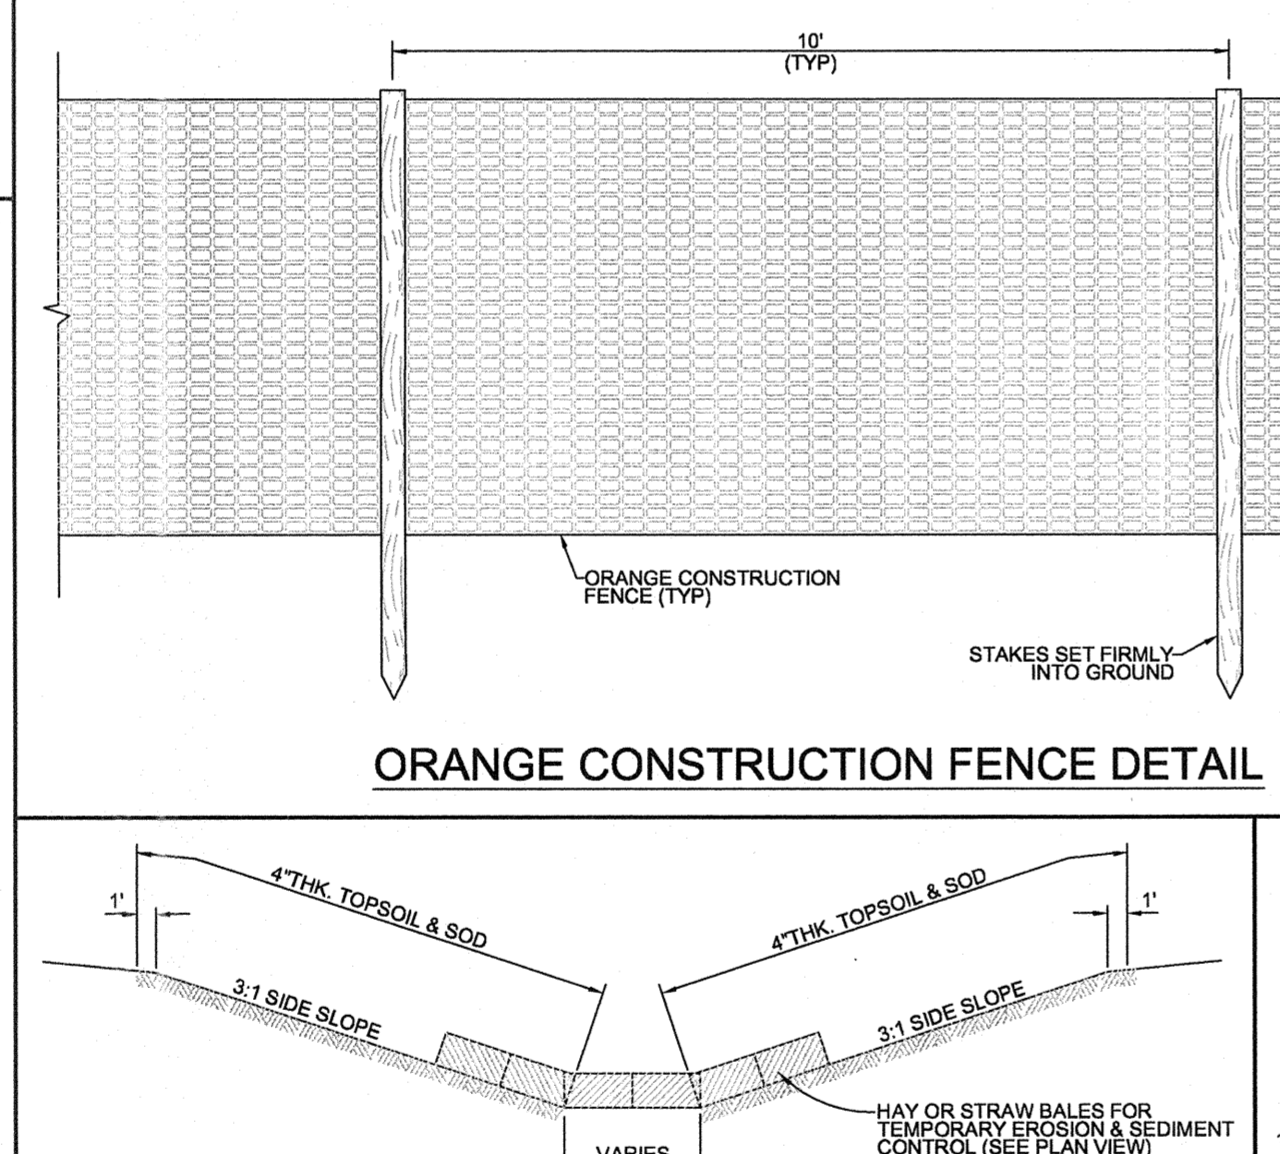 10'
(TYP)
ORANGE CONSTRUCTION
FENCE (TYP)
STAKES SET FIRMLY
INTO GROUND
ORANGE CONSTRUCTION FENCE DETAIL
4"THK. TOPSOIL & SOD
4"THK. TOPSOIL & SOD
1'
1'
3:1 SIDE SLOPE
3:1 SIDE SLOPE
HAY OR STRAW BALES FOR
TEMPORARY EROSION & SEDIMENT
CONTROL (SEE PLAN VIEW)
VARIES